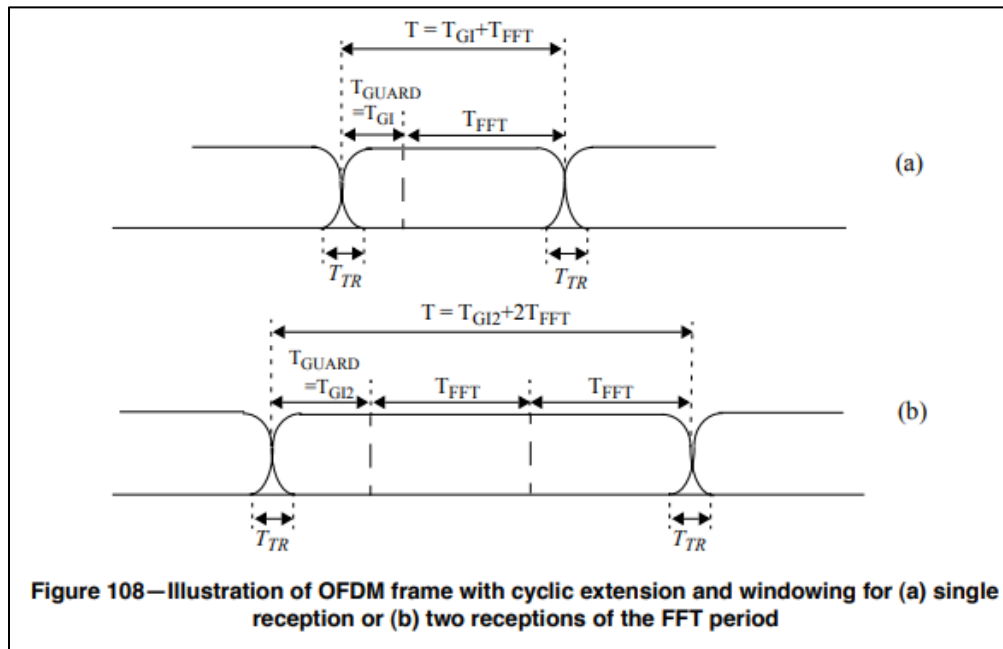 T = TGI+TFFT
TGUARD
=TGI
TFFT
(a)
TTR
TTR
T = TGI2+2TFFT
TGUARD
=TGI2
TFFT
TFFT
(b)
TTR
TTR
Figure 108—Illustration of OFDM frame with cyclic extension and windowing for (a) single
reception or (b) two receptions of the FFT period